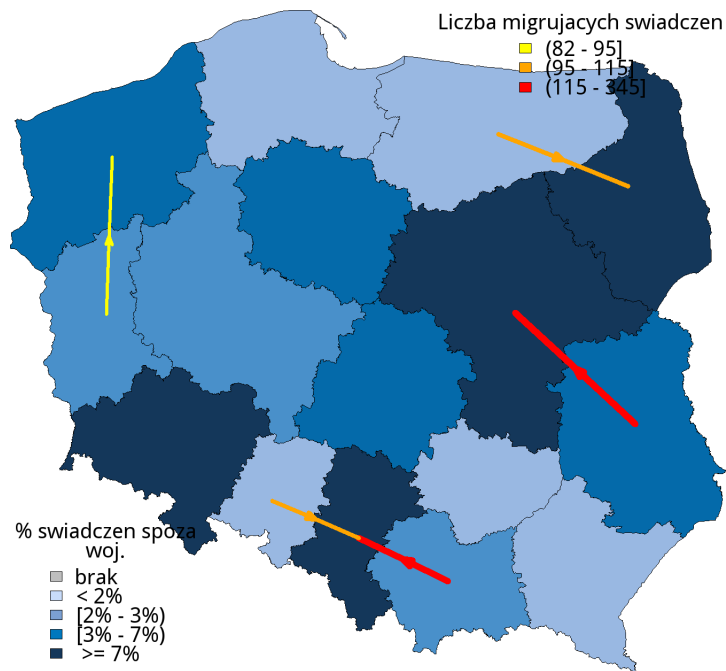 Liczba migrujacych swiadczen
(82 - 95]
(95 - 115]
(115 - 345]
% swiadczen spoza
woj.
brak
< 2%
[2% - 3%)
[3% - 7%)
>= 7%